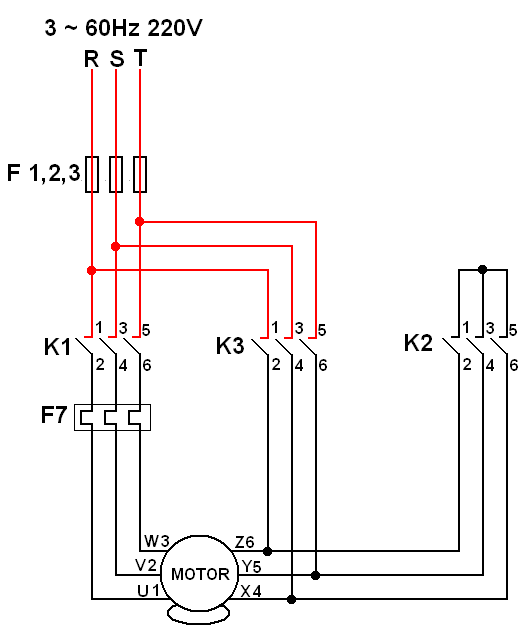 3 ~ 60Hz 220V
R S T
F 1,2,3
K1 1 3 5
2 4 6
K3 1 3 5
2 4 6
K2 1 3 5
2 4 6
F7
W3 Z6
V2 MOTOR Y5
U1 X4